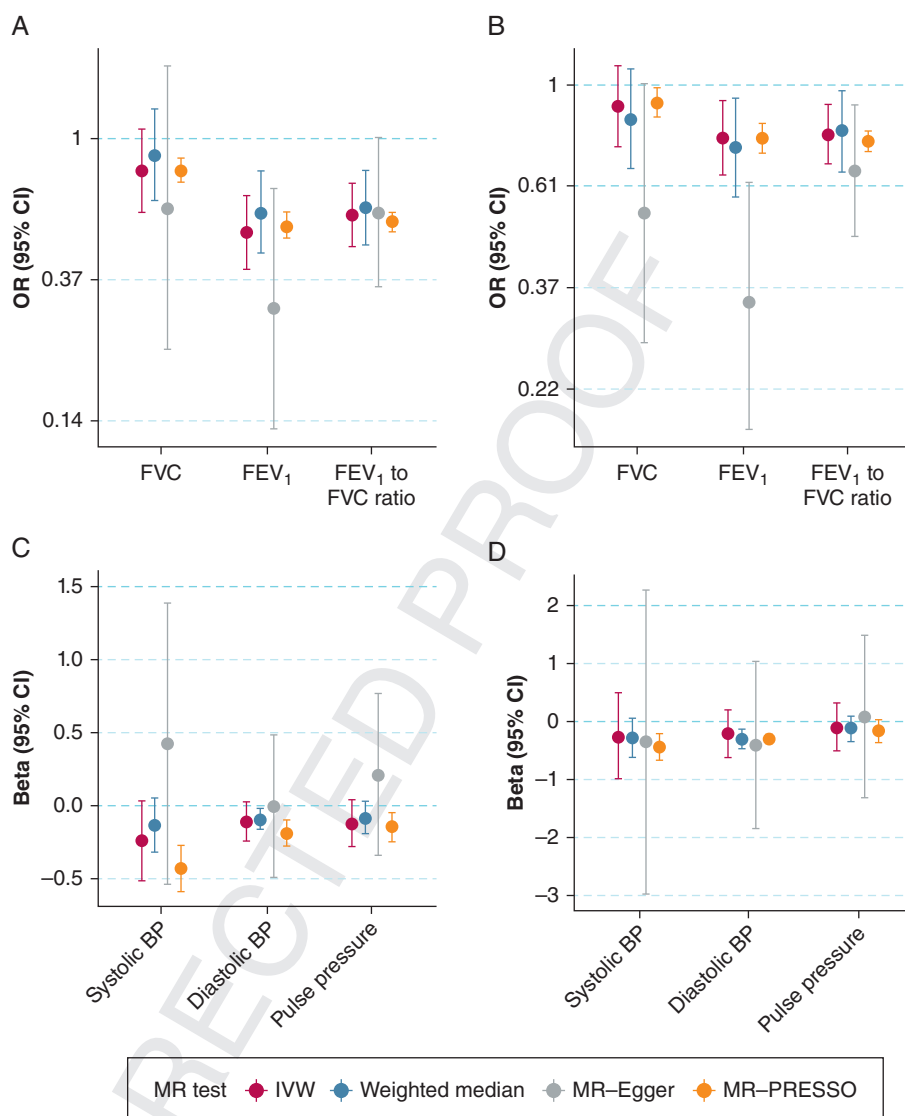 A
B
OR (95% CI)
1
0.37
0.14
FVC
FEV1
FEV1 to
FVC ratio
OR (95% CI)
1
0.61
0.37
0.22
FVC
FEV1
FEV1 to
FVC ratio
C
D
Beta (95% CI)
1.5
1.0
0.5
0.0
–0.5
Systolic BP
Diastolic BP
Pulse pressure
Beta (95% CI)
2
1
0
–1
–2
–3
Systolic BP
Diastolic BP
Pulse pressure
RECTED PROOF
MR test IVW Weighted median MR–Egger MR–PRESSO